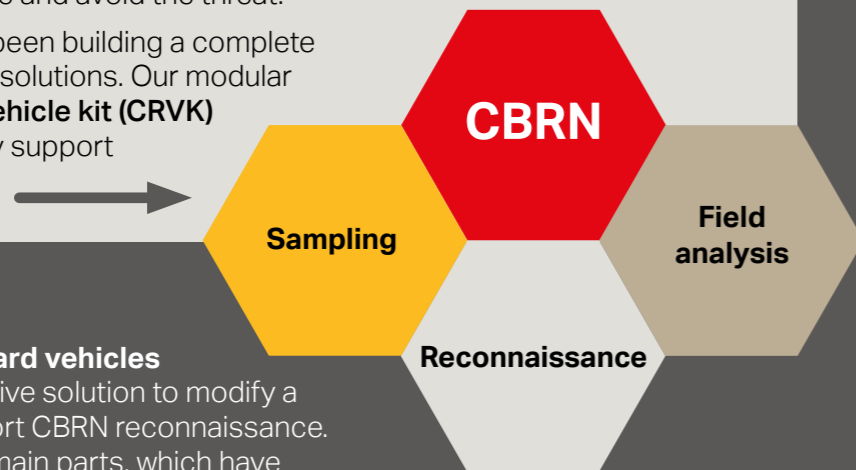 and avoid the threat.
been building a complete
solutions. Our modular
ehicle kit (CRVK)
support
CBRN
Sampling
Field
analysis
Reconnaissance
ard vehicles
ive solution to modify a
ort CBRN reconnaissance.
main parts, which have